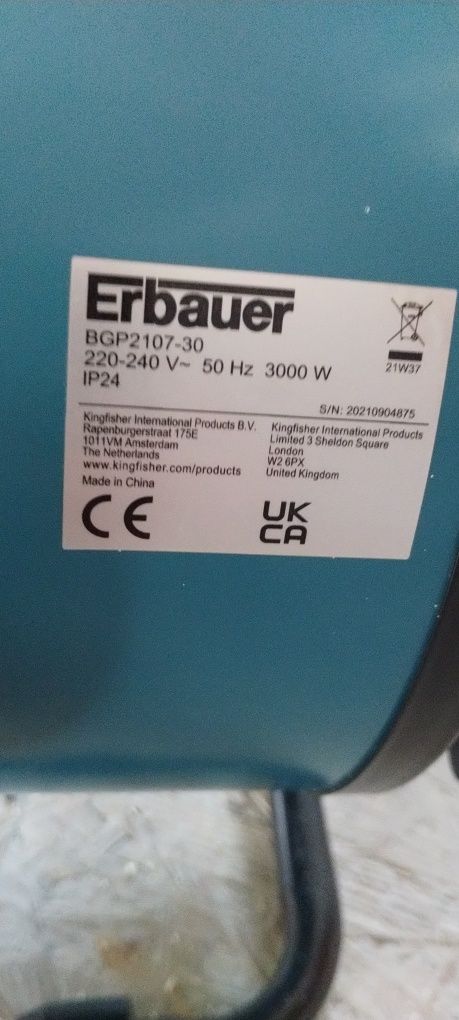 Erbauer
BGP2107-30
220-240 V~ 50 Hz 3000 W
IP24
21W37
S/N: 20210904875
Kingfisher International Products B.V.
Rapenburgerstraat 175E
1011VM Amsterdam
The Netherlands
www.kingfisher.com/products
Made in China
Kingfisher International Products
Limited 3 Sheldon Square
London
W2 6PX
United Kingdom
CE
UK
CA